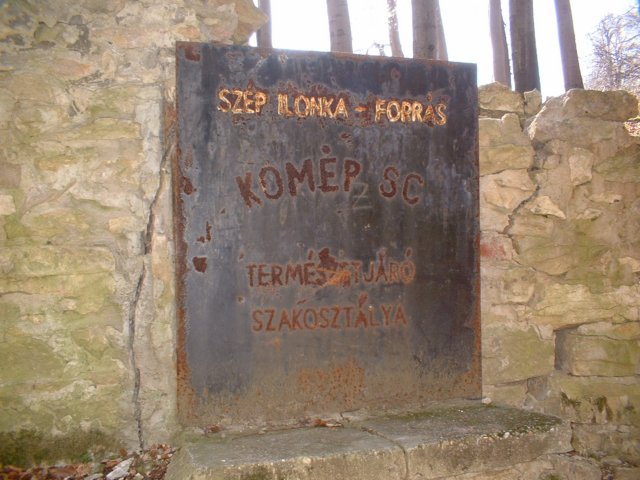 SZÉP ILONKA - FORRÁS
KOMÉP SC
TERMÉSZETJÁRÓ
SZAKOSZTÁLYA